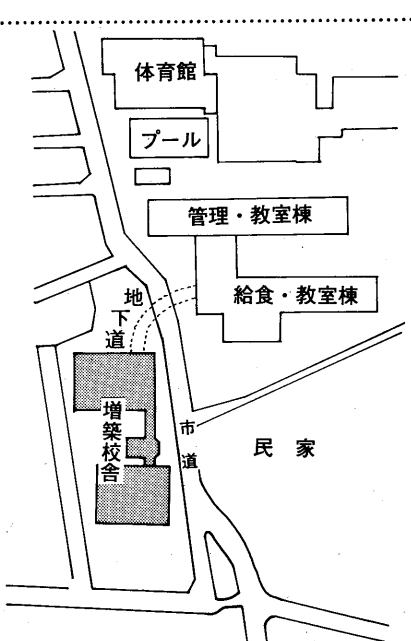 体育館
プール
管理・教室棟
給食・教室棟
地下道
増築校舎
市道
民家